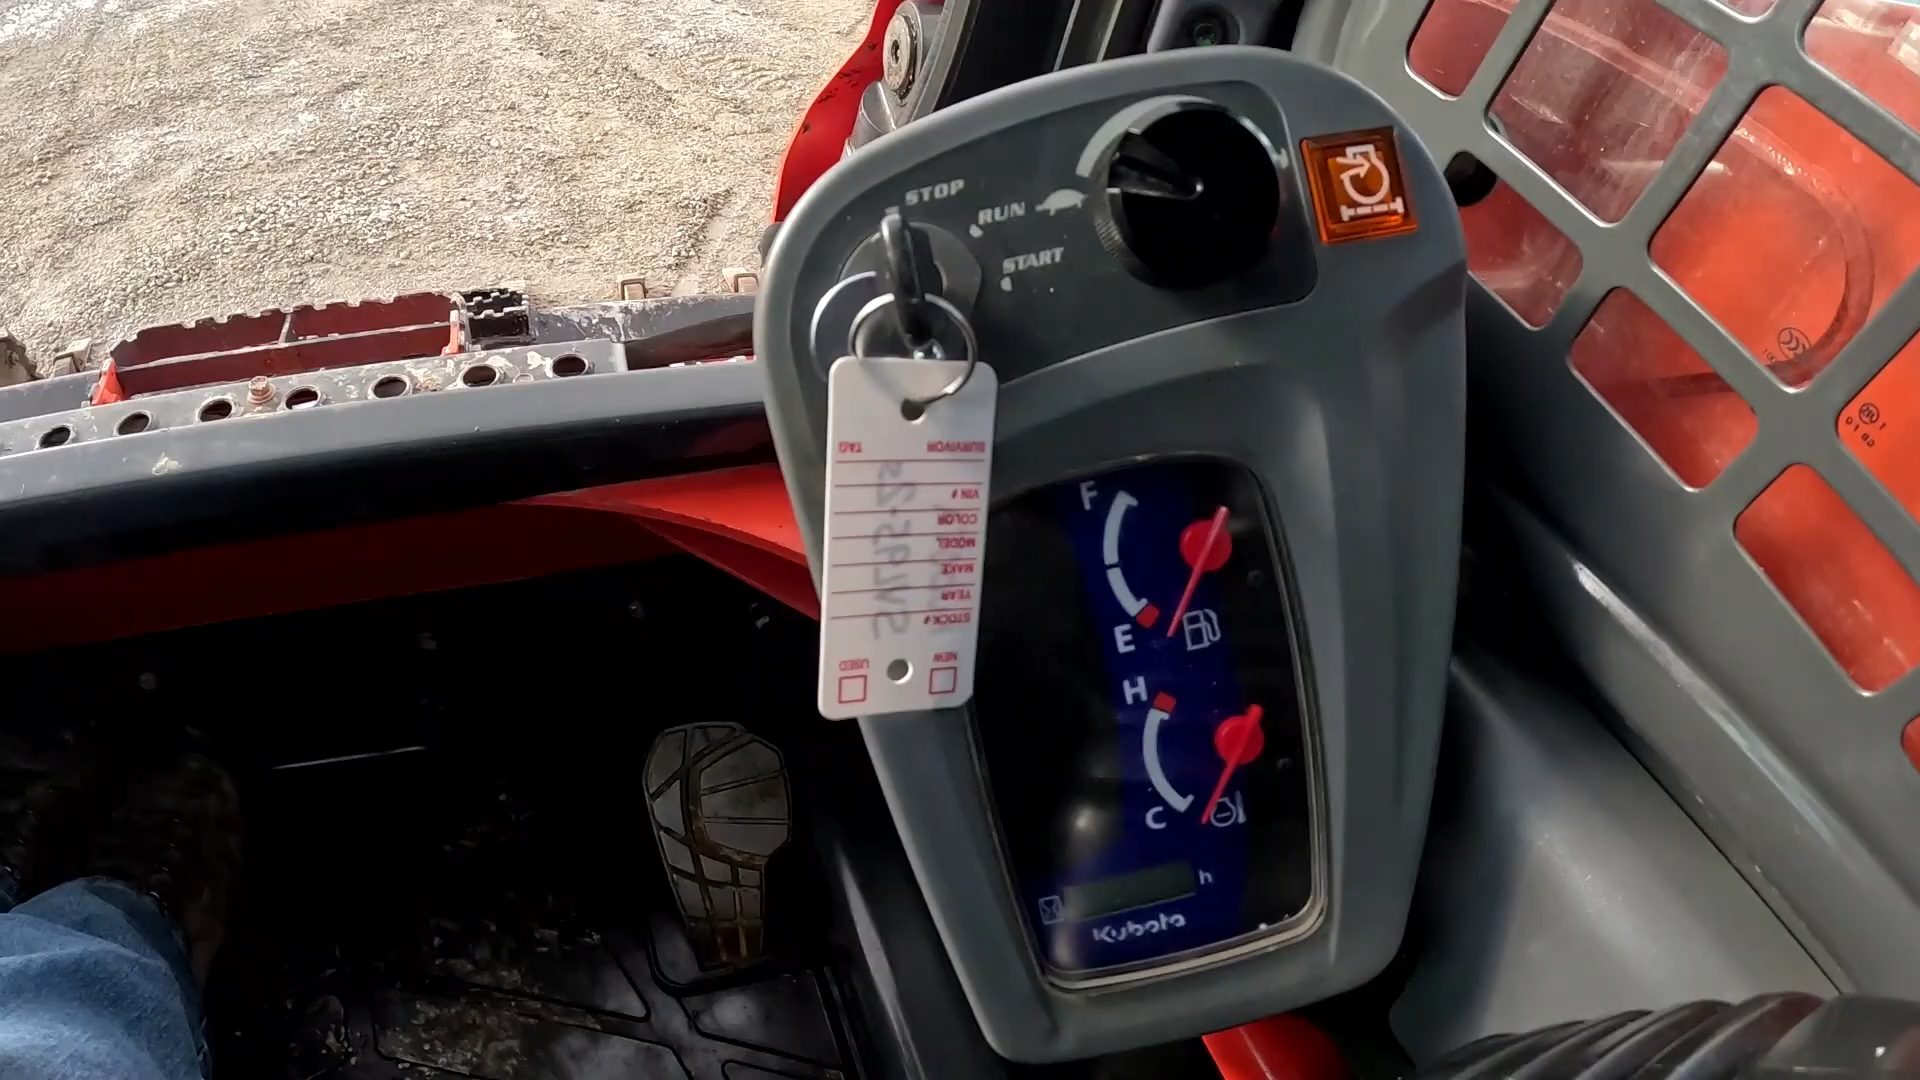 STOP
RUN
START
F
E
H
C
h
Kubota
SURVIVOR TAG
VIN #
COLOR
MODEL
MAKE
YEAR
STOCK #
NEW
USED